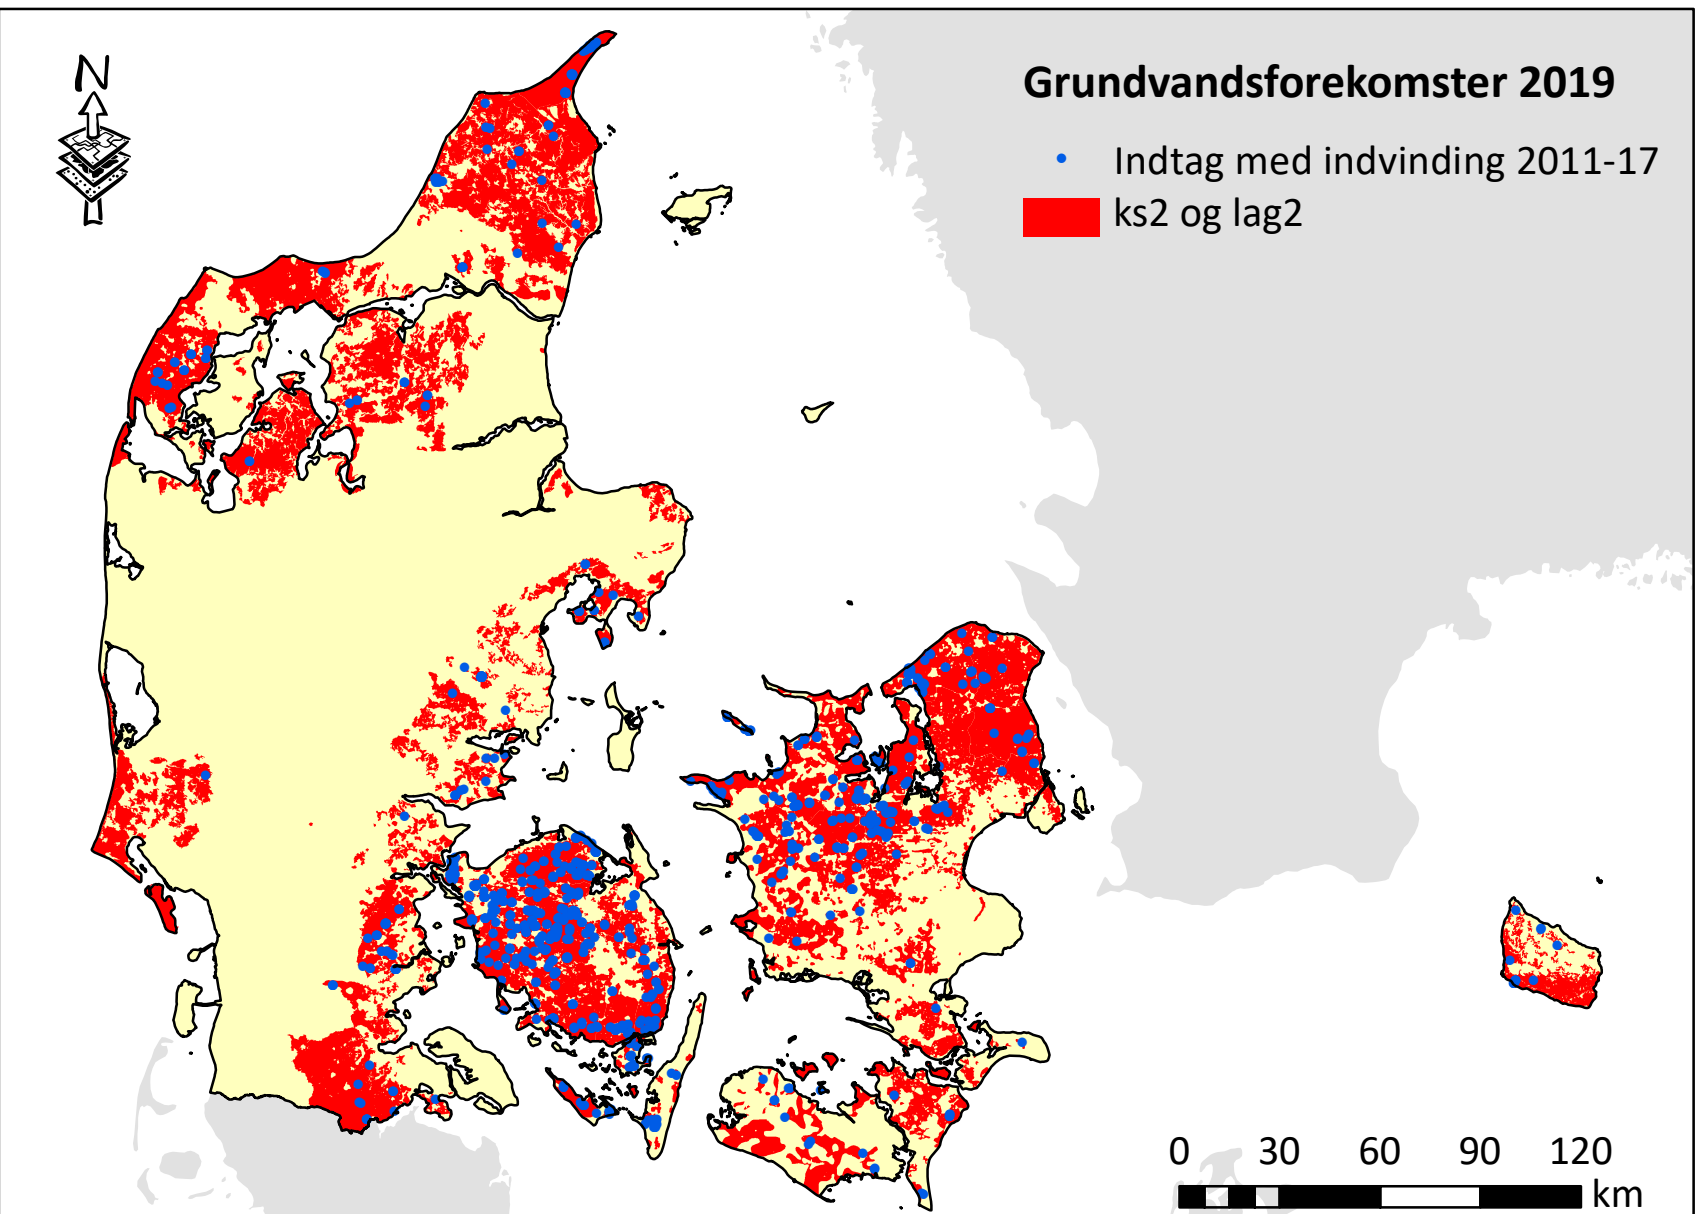 N
Grundvandsforekomster 2019
Indtag med indvinding 2011-17
ks2 og lag2
0 30 60 90 120
km